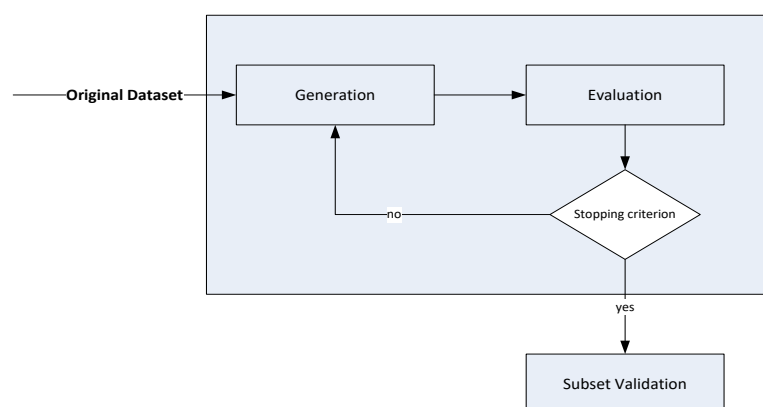 Original Dataset
Generation
Evaluation
Stopping criterion
no
yes
Subset Validation